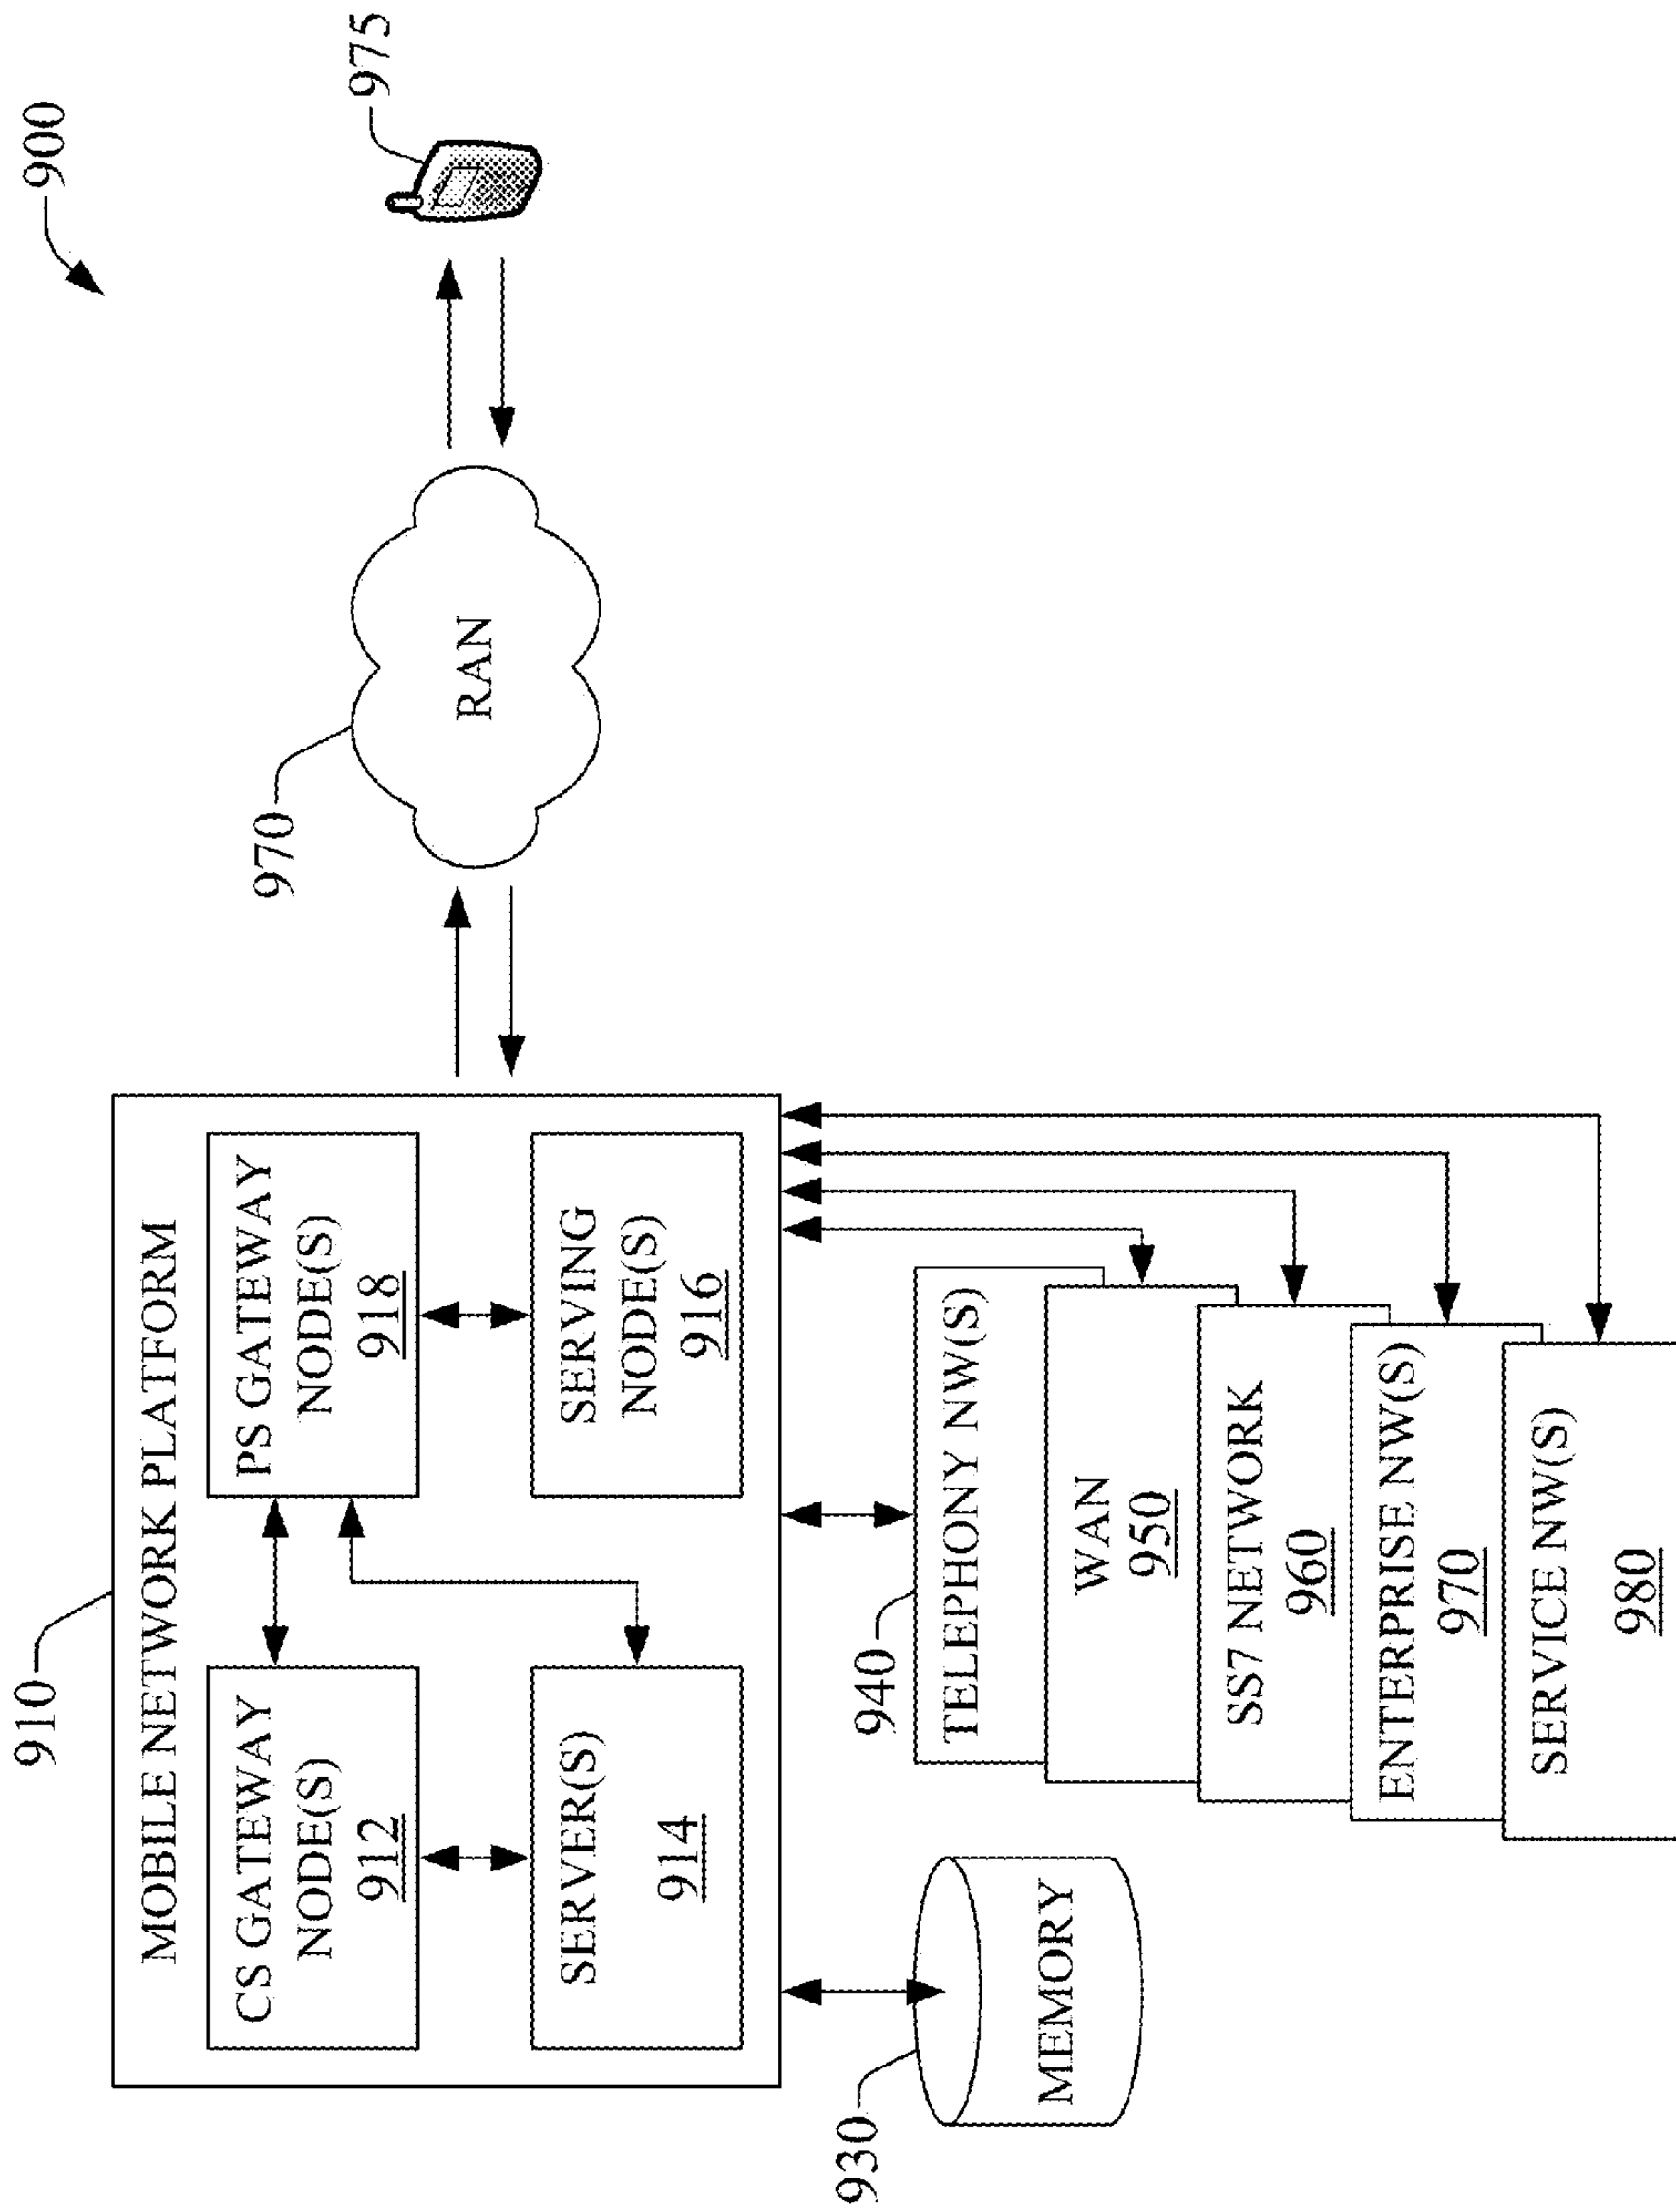 900
910
MOBILE NETWORK PLATFORM
CS GATEWAY
NODE(S)
912
PS GATEWAY
NODE(S)
918
SERVER(S)
914
SERVING
NODE(S)
916
970
RAN
975
930
MEMORY
940
TELEPHONY NW(S)
WAN
950
SS7 NETWORK
960
ENTERPRISE NW(S)
970
SERVICE NW(S)
980